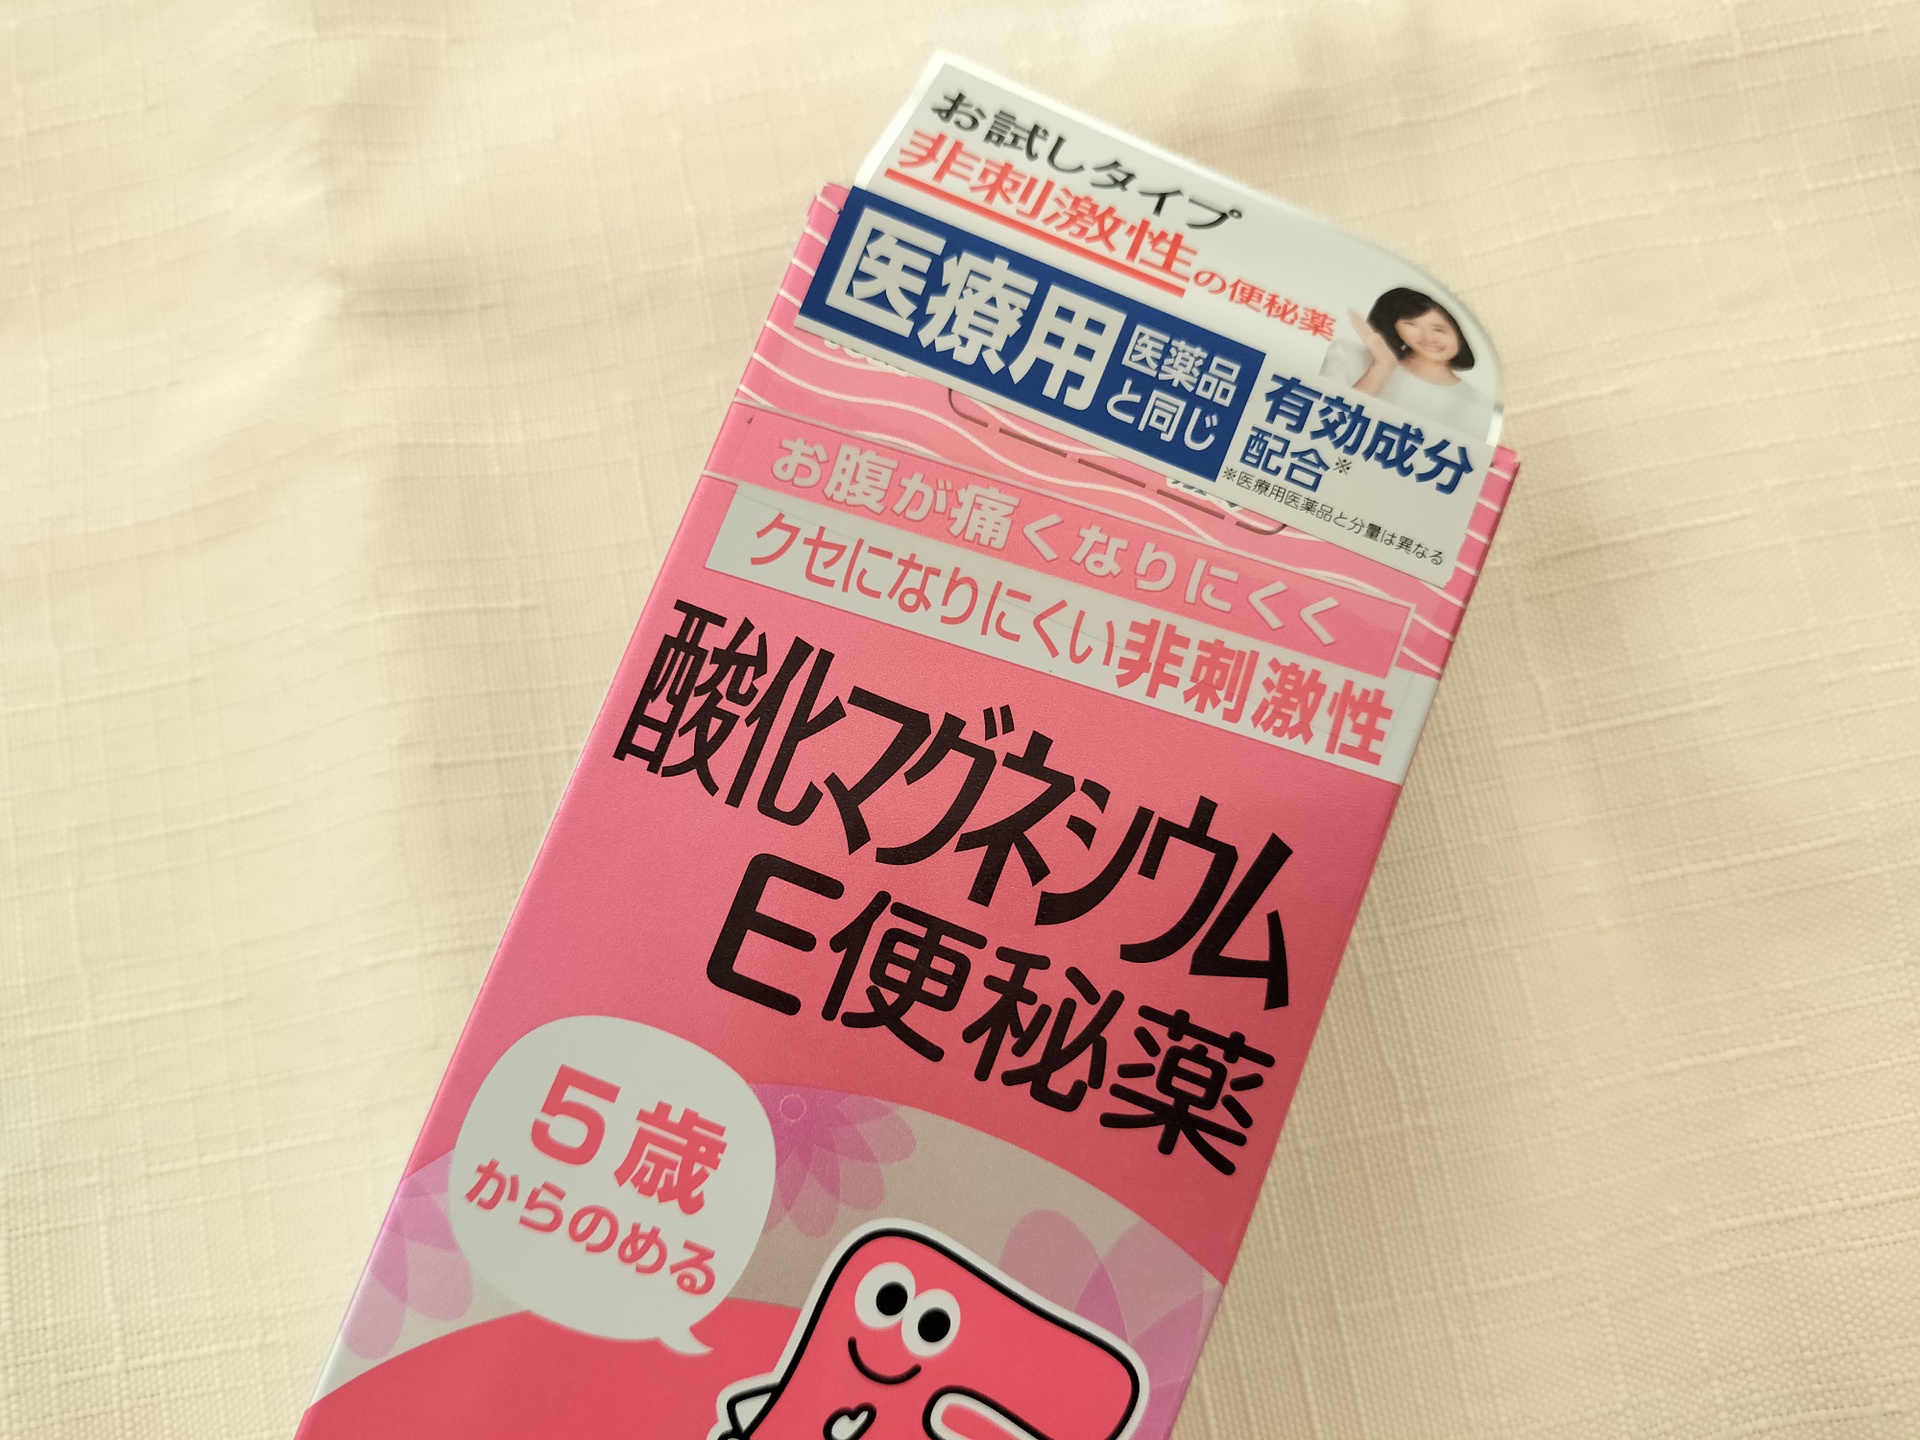 お試しタイプ
非刺激性の便秘薬
医療用医薬品と同じ
有効成分
配合※
※医療用医薬品と分量は異なる
お腹が痛くなりにくく
クセになりにくい非刺激性
酸化マグネシウム
E便秘薬
5歳
からのめる